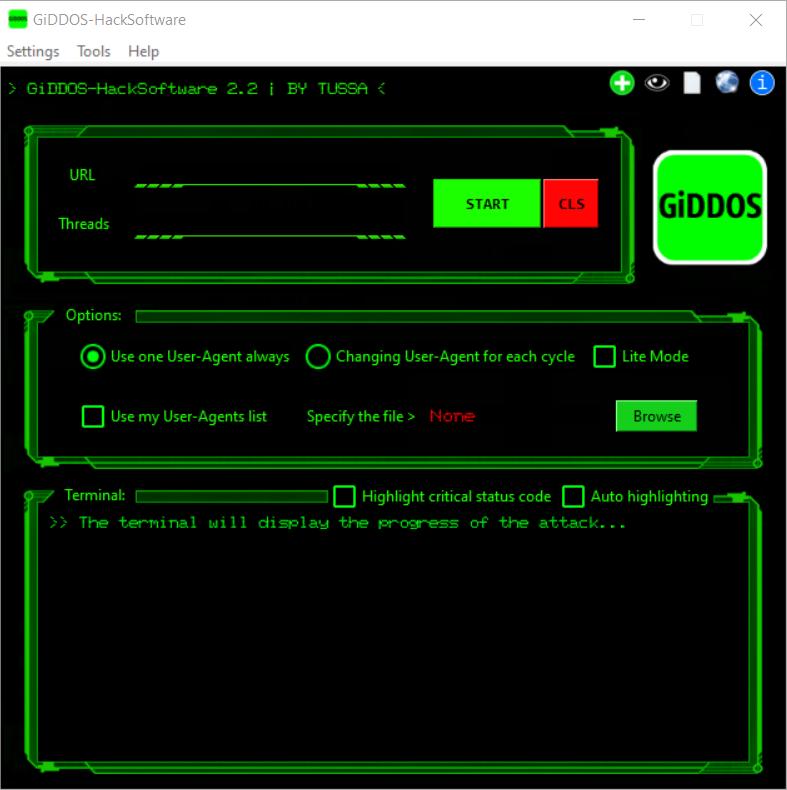 GiDDOS-HackSoftware
Settings Tools Help
> GiDDOS-HackSoftware 2.2 | BY TUSSA <
URL
START CLS
GiDDOS
Threads
Options:
Use one User-Agent always Changing User-Agent for each cycle Lite Mode
Use my User-Agents list Specify the file > None Browse
Terminal: Highlight critical status code Auto highlighting
>> The terminal will display the progress of the attack...